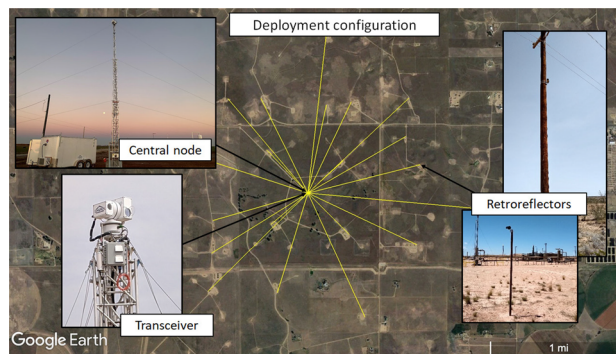 Deployment configuration
Central node
Retroreflectors
Transceiver
Google Earth
1 mi